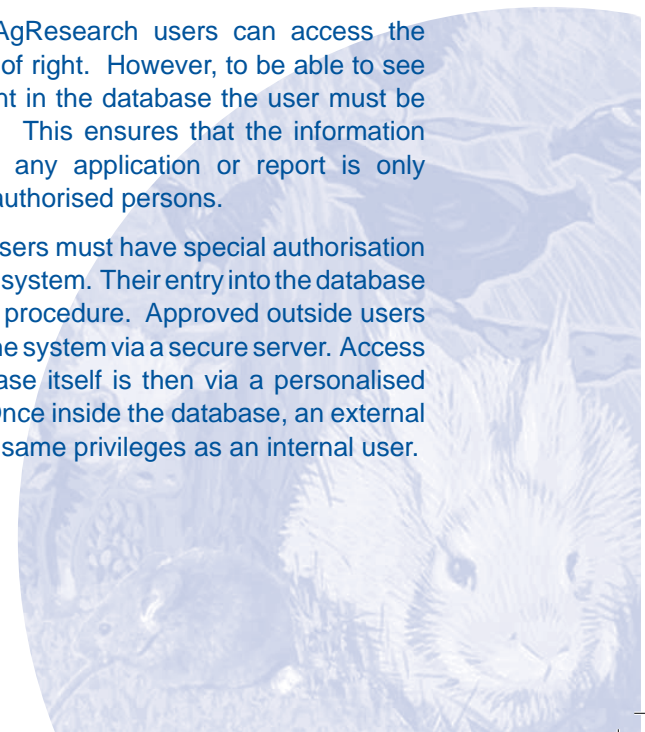 AgResearch users can access the
of right. However, to be able to see
nt in the database the user must be
This ensures that the information
any application or report is only
authorised persons.
sers must have special authorisation
system. Their entry into the database
procedure. Approved outside users
he system via a secure server. Access
ase itself is then via a personalised
Once inside the database, an external
same privileges as an internal user.